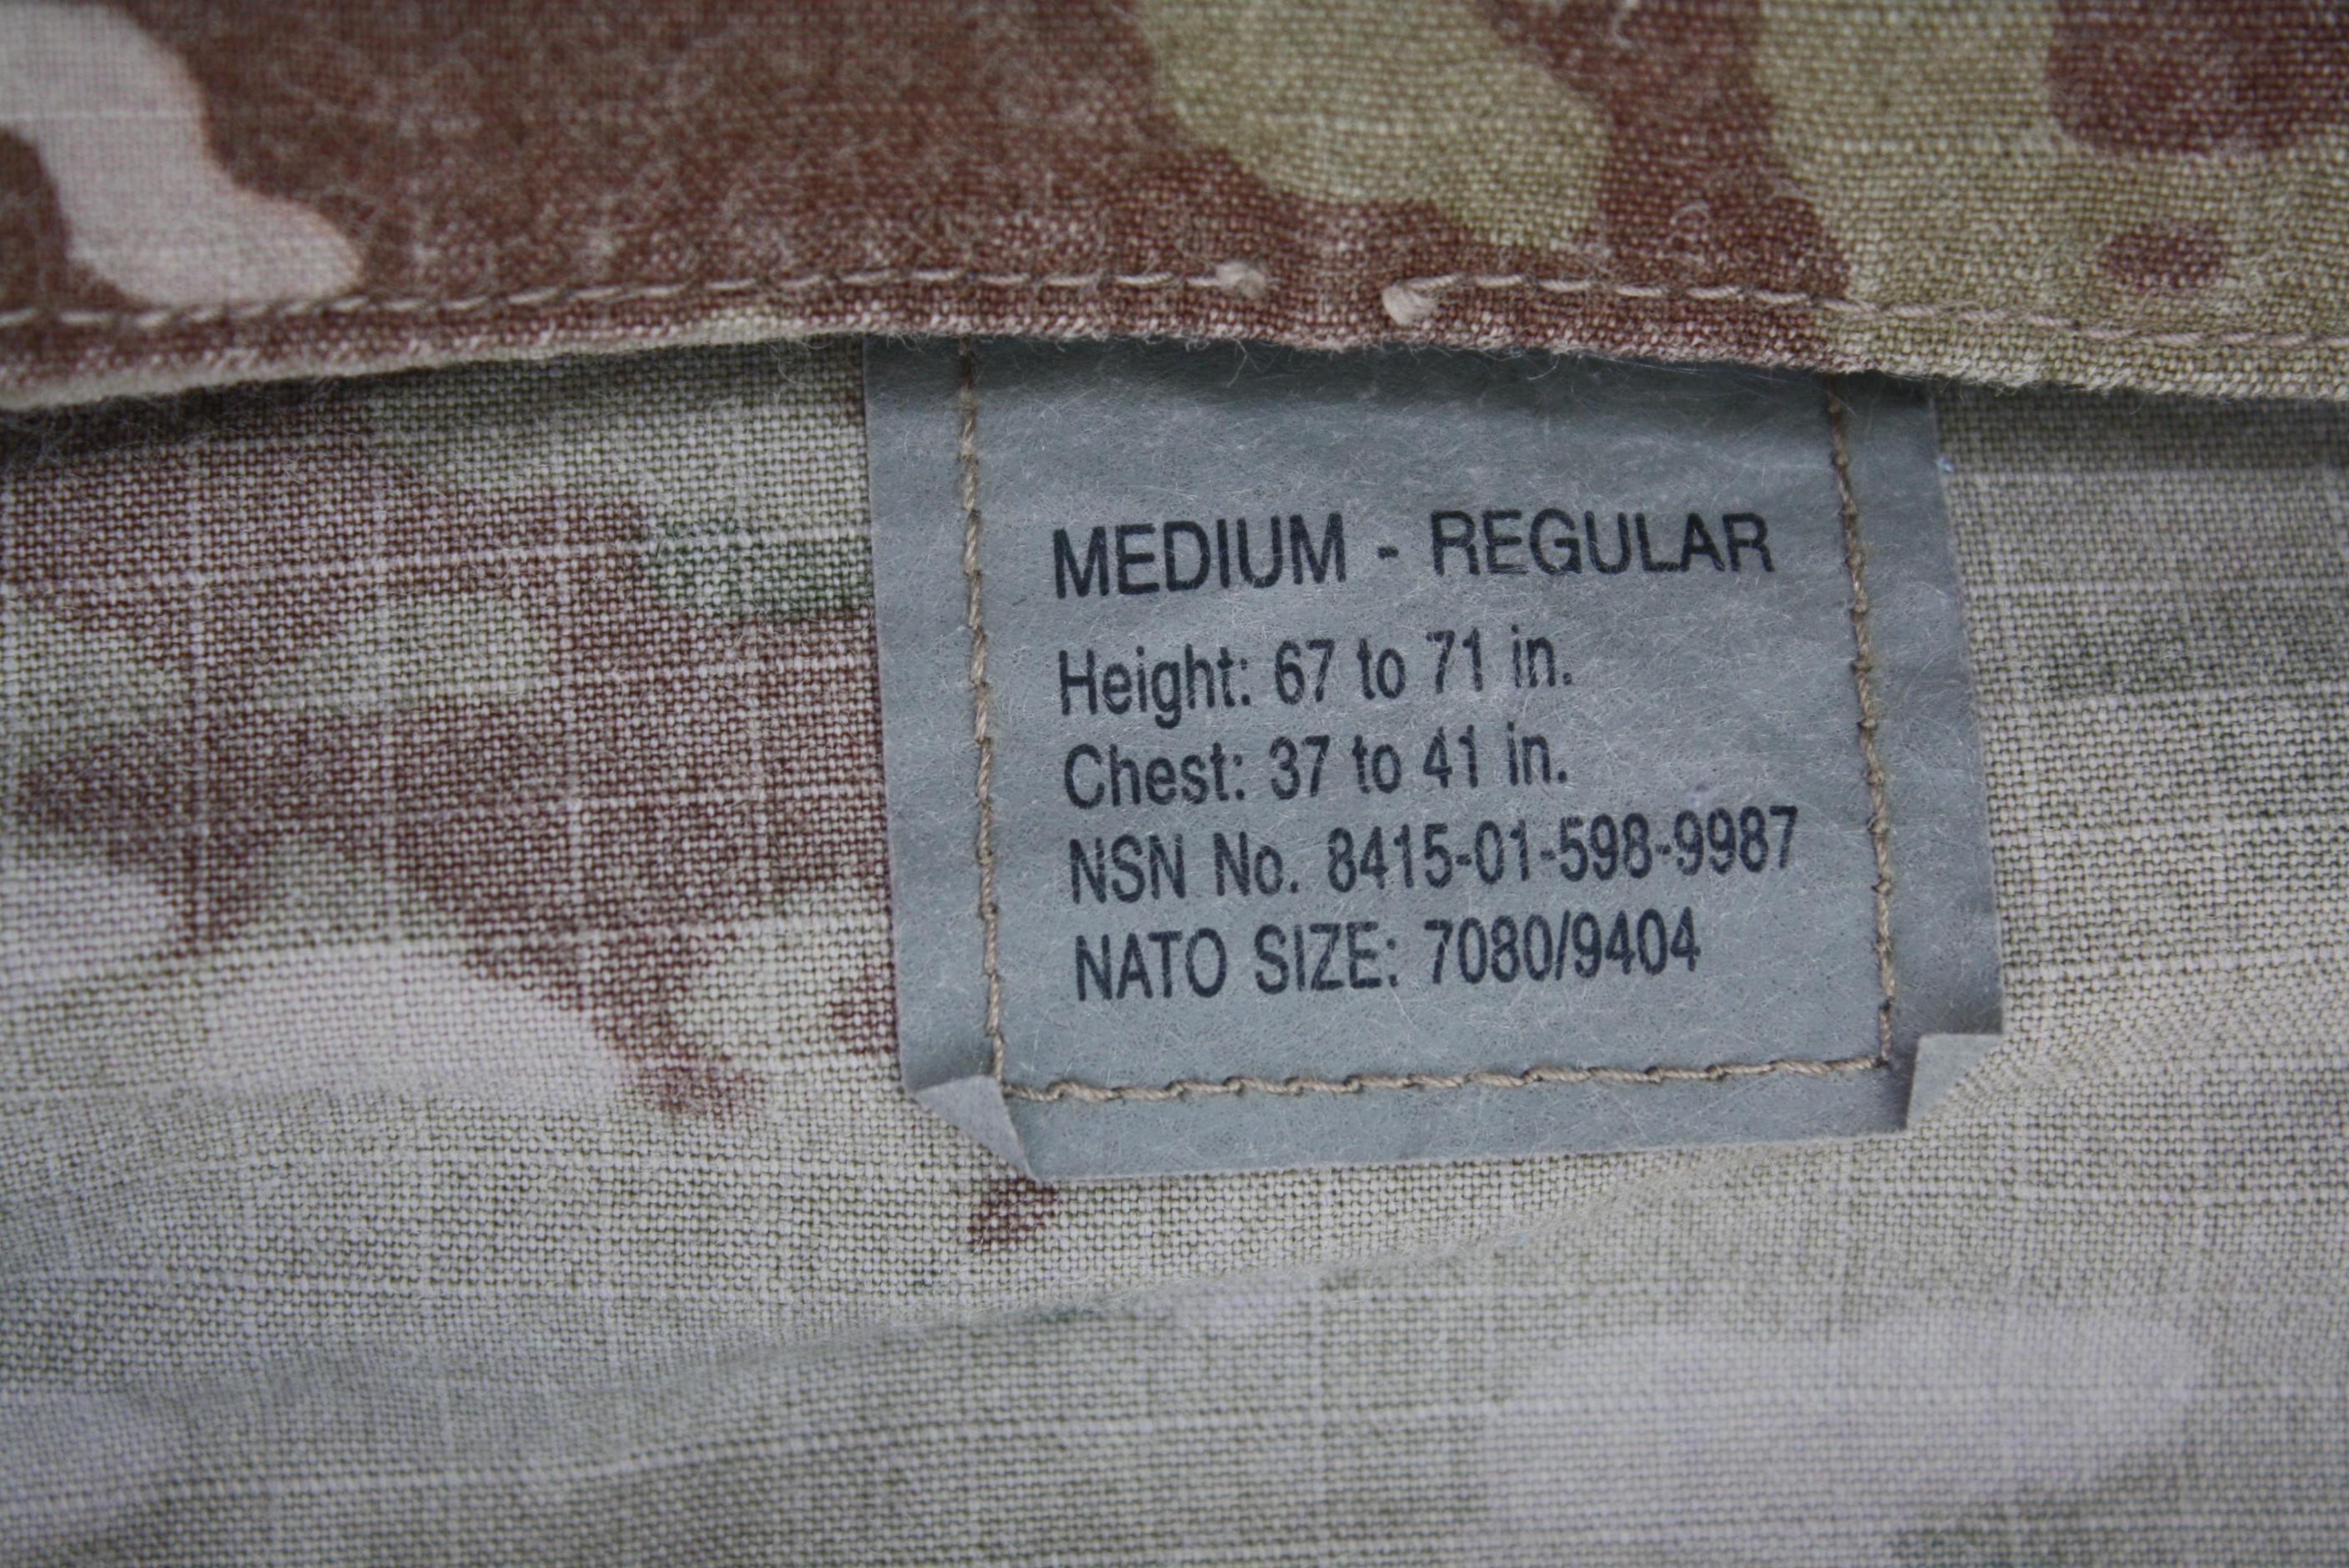 MEDIUM - REGULAR
Height: 67 to 71 in.
Chest: 37 to 41 in.
NSN No. 8415-01-598-9987
NATO SIZE: 7080/9404